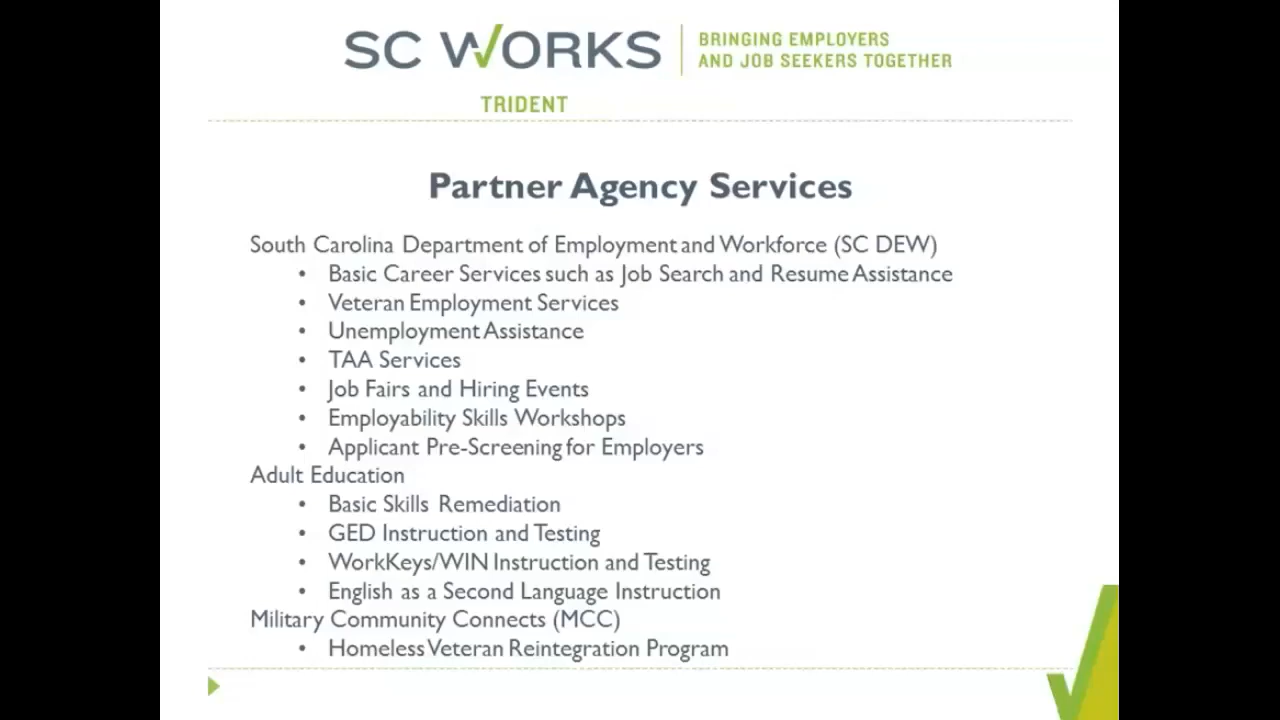 SC WORKS
BRINGING EMPLOYERS
AND JOB SEEKERS TOGETHER
TRIDENT
Partner Agency Services
South Carolina Department of Employment and Workforce (SC DEW)
• Basic Career Services such as Job Search and Resume Assistance
• Veteran Employment Services
• Unemployment Assistance
• TAA Services
• Job Fairs and Hiring Events
• Employability Skills Workshops
• Applicant Pre-Screening for Employers
Adult Education
• Basic Skills Remediation
• GED Instruction and Testing
• WorkKeys/WIN Instruction and Testing
• English as a Second Language Instruction
Military Community Connects (MCC)
• Homeless Veteran Reintegration Program